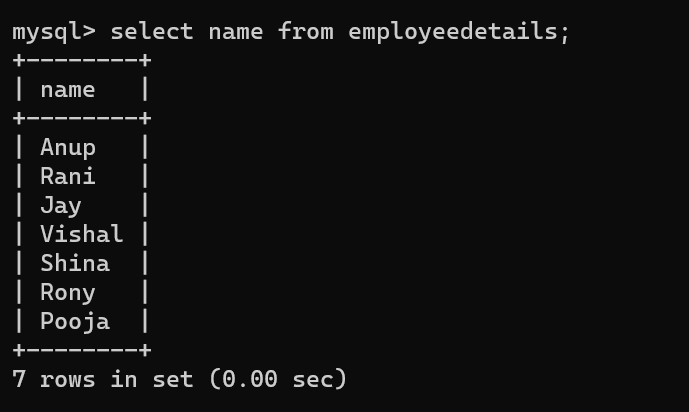 mysql> select name from employeedetails;
+--------+
| name   |
+--------+
| Anup   |
| Rani   |
| Jay    |
| Vishal |
| Shina  |
| Rony   |
| Pooja  |
+--------+
7 rows in set (0.00 sec)